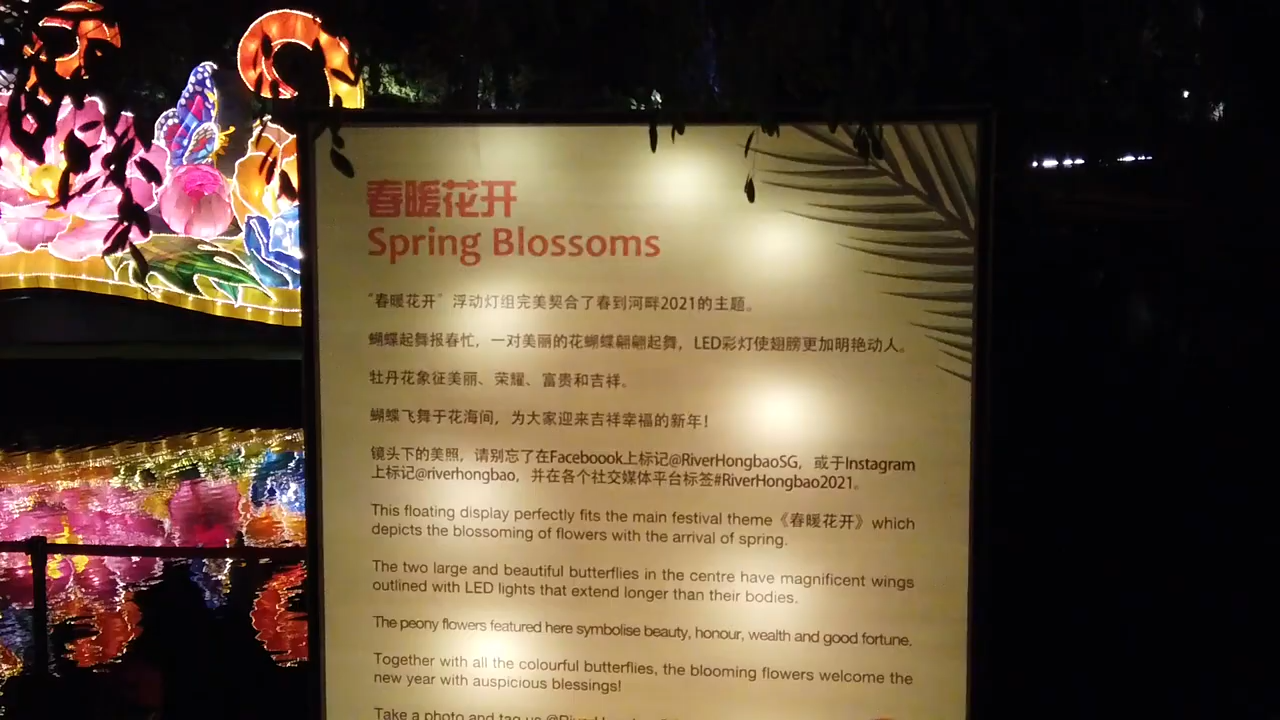 春暖花开
Spring Blossoms
“春暖花开”浮动灯组完美契合了春到河畔2021的主题。
蝴蝶起舞报春忙，一对美丽的花蝴蝶翩翩起舞，LED彩灯使翅膀更加明艳动人。
牡丹花象征美丽、荣耀、富贵和吉祥。
蝴蝶飞舞于花海间，为大家迎来吉祥幸福的新年！
镜头下的美照，请别忘了在Faceboook上标记@RiverHongbaoSG，或于Instagram
上标记@riverhongbao，并在各个社交媒体平台标签#RiverHongbao2021。
This floating display perfectly fits the main festival theme《春暖花开》which
depicts the blossoming of flowers with the arrival of spring.
The two large and beautiful butterflies in the centre have magnificent wings
outlined with LED lights that extend longer than their bodies.
The peony flowers featured here symbolise beauty, honour, wealth and good fortune.
Together with all the colourful butterflies, the blooming flowers welcome the
new year with auspicious blessings!
Take a photo and tag us